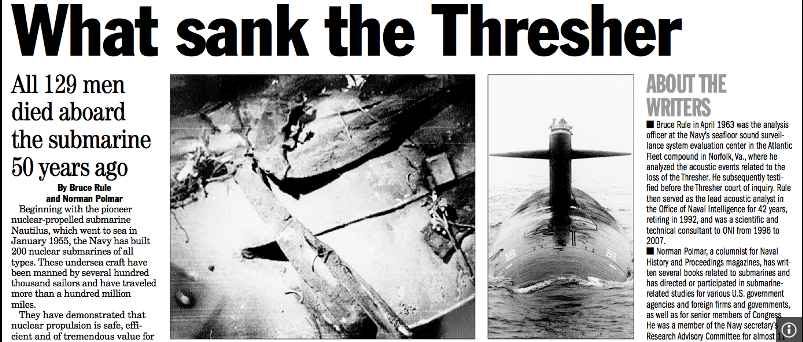 What sank the Thresher
All 129 men
died aboard
the submarine
50 years ago
By Bruce Rule
and Norman Polmar
Beginning with the pioneer
nuclear-propelled submarine
Nautilus, which went to sea in
January 1955, the Navy has built
200 nuclear submarines of all
types. These undersea craft have
been manned by several hundred
thousand sailors and have traveled
more than a hundred million
miles.
They have demonstrated that
nuclear propulsion is safe, effi-
cient and of tremendous value for
ABOUT THE
WRITERS
■ Bruce Rule in April 1963 was the analysis
officer at the Navy's seafloor sound surveil-
lance system evaluation center in the Atlantic
Fleet compound in Norfolk, Va., where he
analyzed the acoustic events related to the
loss of the Thresher. He subsequently testi-
fied before the Thresher court of inquiry. Rule
then served as the lead acoustic analyst in
the Office of Naval Intelligence for 42 years,
retiring in 1992, and was a scientific and
technical consultant to ONI from 1996 to
2007.
■ Norman Polmar, a columnist for Naval
History and Proceedings magazines, has writ-
ten several books related to submarines and
has directed or participated in submarine-
related studies for various U.S. government
agencies and foreign firms and governments,
as well as for senior members of Congress.
He was a member of the Navy secretary's
Research Advisory Committee for almost